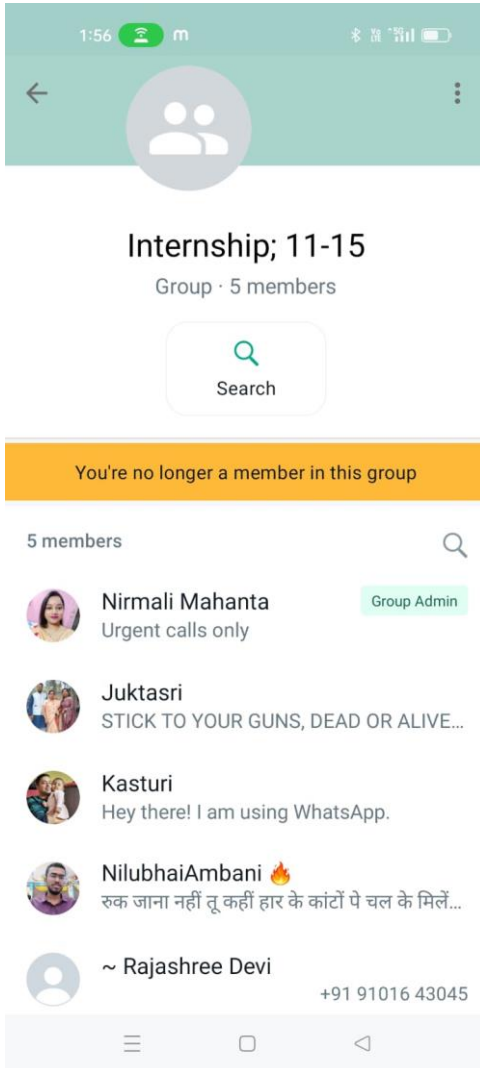 1:56 m 5G
Internship; 11-15
Group · 5 members
Search
You're no longer a member in this group
5 members
Nirmali Mahanta Group Admin
Urgent calls only
Juktasri
STICK TO YOUR GUNS, DEAD OR ALIVE...
Kasturi
Hey there! I am using WhatsApp.
NilubhaiAmbani 🔥
रुक जाना नहीं तू कहीं हार के कांटों पे चल के मिलें...
~ Rajashree Devi
+91 91016 43045